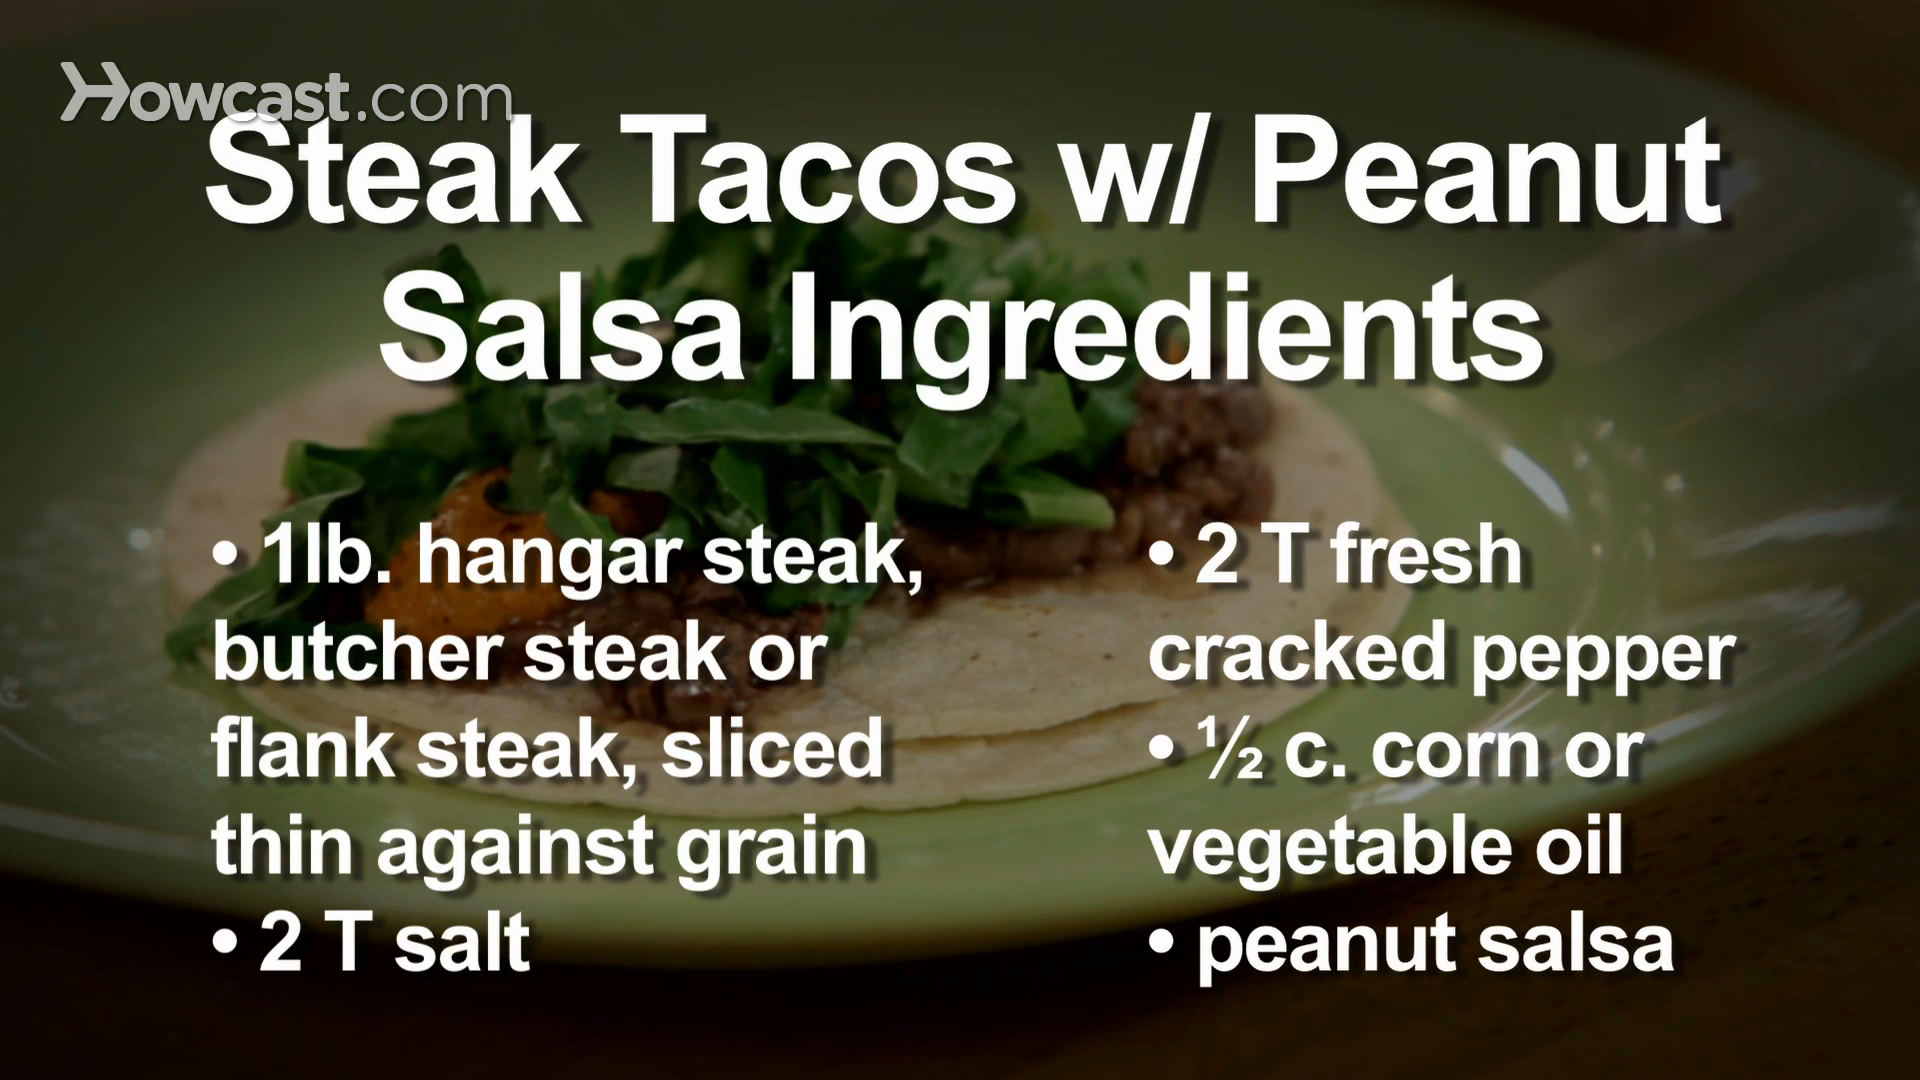 Howcast.com
Steak Tacos w/ Peanut
Salsa Ingredients
• 1lb. hangar steak,
butcher steak or
flank steak, sliced
thin against grain
• 2 T salt
• 2 T fresh
cracked pepper
• ½ c. corn or
vegetable oil
• peanut salsa